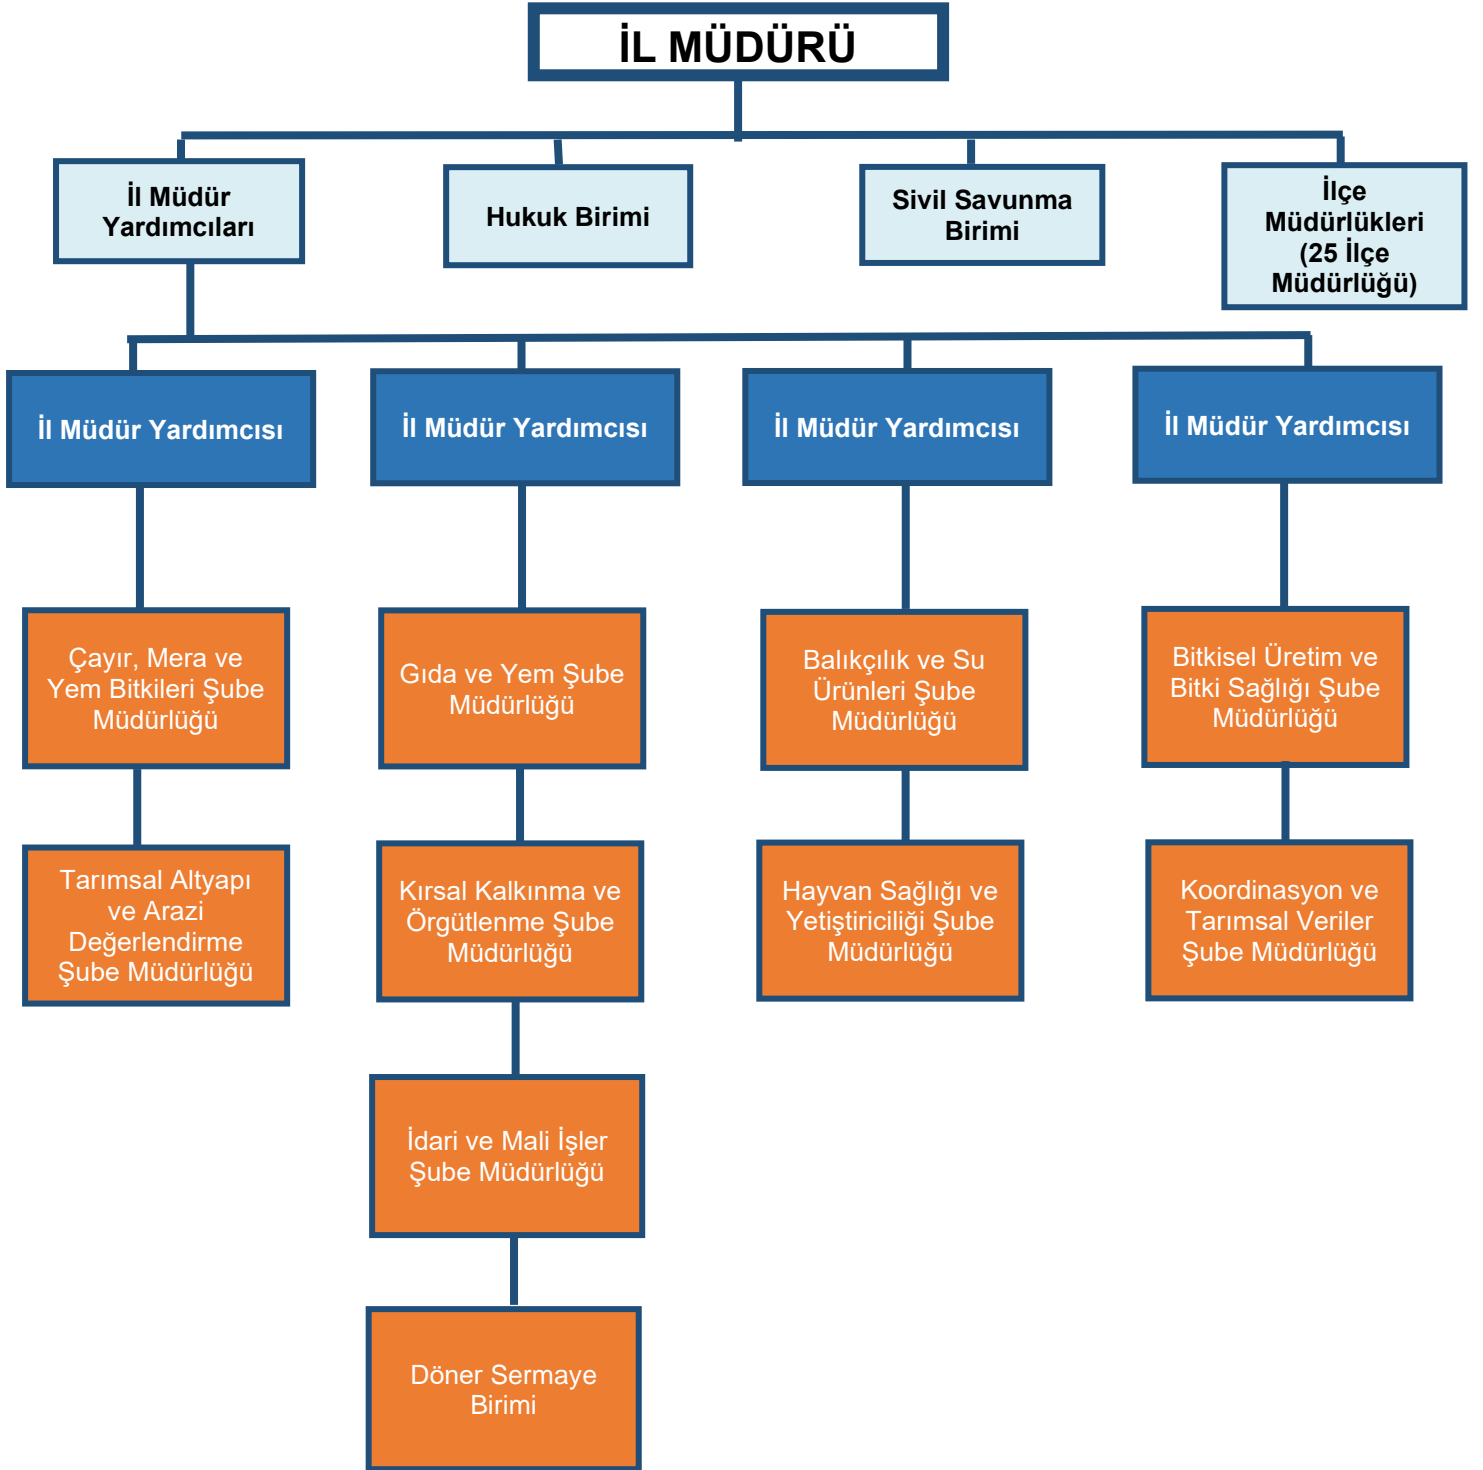 İL MÜDÜRÜ
İl Müdür
Yardımcıları
Hukuk Birimi
Sivil Savunma
Birimi
İlçe
Müdürlükleri
(25 İlçe
Müdürlüğü)
İl Müdür Yardımcısı
İl Müdür Yardımcısı
İl Müdür Yardımcısı
İl Müdür Yardımcısı
Çayır, Mera ve
Yem Bitkileri Şube
Müdürlüğü
Gıda ve Yem Şube
Müdürlüğü
Balıkçılık ve Su
Ürünleri Şube
Müdürlüğü
Bitkisel Üretim ve
Bitki Sağlığı Şube
Müdürlüğü
Tarımsal Altyapı
ve Arazi
Değerlendirme
Şube Müdürlüğü
Kırsal Kalkınma ve
Örgütlenme Şube
Müdürlüğü
Hayvan Sağlığı ve
Yetiştiriciliği Şube
Müdürlüğü
Koordinasyon ve
Tarımsal Veriler
Şube Müdürlüğü
İdari ve Mali İşler
Şube Müdürlüğü
Döner Sermaye
Birimi